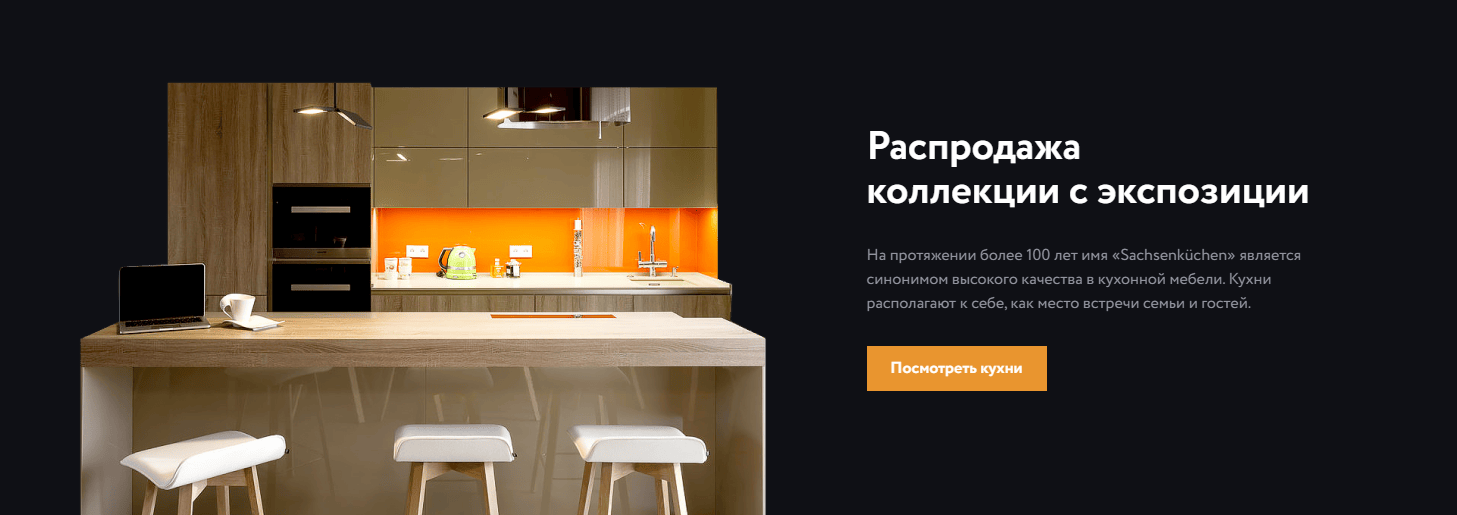 Распродажа
коллекции с экспозиции
На протяжении более 100 лет имя «Sachsenküchen» является
синонимом высокого качества в кухонной мебели. Кухни
располагают к себе, как место встречи семьи и гостей.
Посмотреть кухни